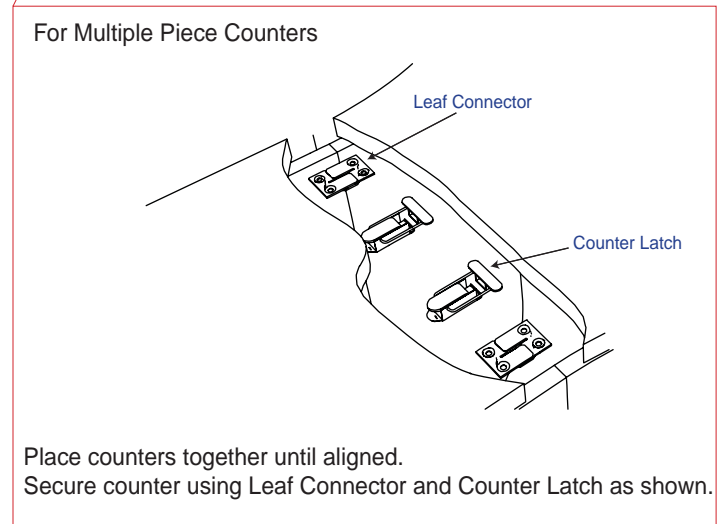 For Multiple Piece Counters
Leaf Connector
Counter Latch
Place counters together until aligned.
Secure counter using Leaf Connector and Counter Latch as shown.